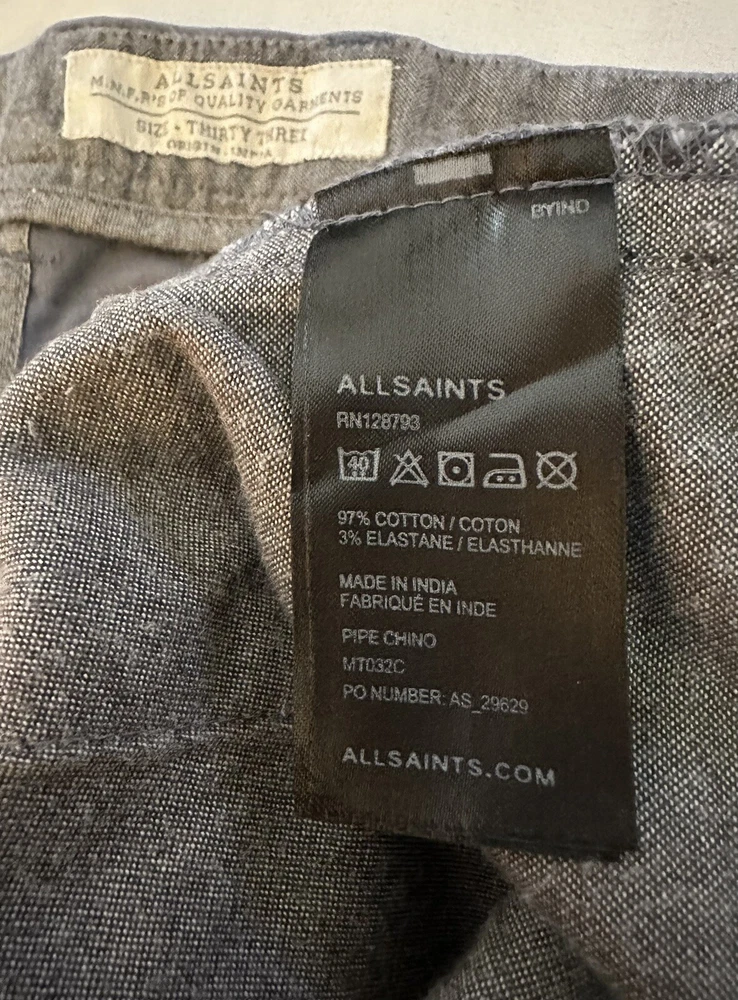 ALLSAINTS
M.N.F.R'S OF QUALITY GARMENTS
SIZE - THIRTY THREE
ORIGIN. INDIA
BYIND
ALLSAINTS
RN128793
40
97% COTTON / COTON
3% ELASTANE / ELASTHANNE
MADE IN INDIA
FABRIQUÉ EN INDE
PIPE CHINO
MT032C
PO NUMBER: AS_29629
ALLSAINTS.COM